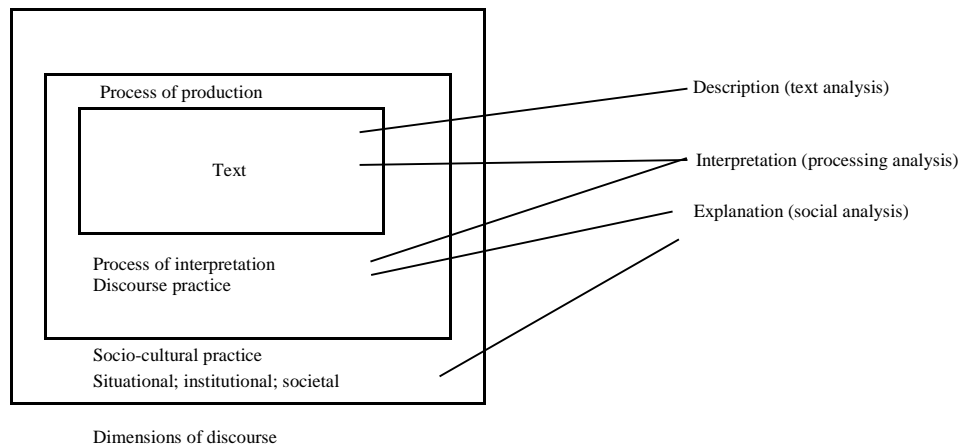 Process of production
Description (text analysis)
Text
Interpretation (processing analysis)
Explanation (social analysis)
Process of interpretation
Discourse practice
Socio-cultural practice
Situational; institutional; societal
Dimensions of discourse